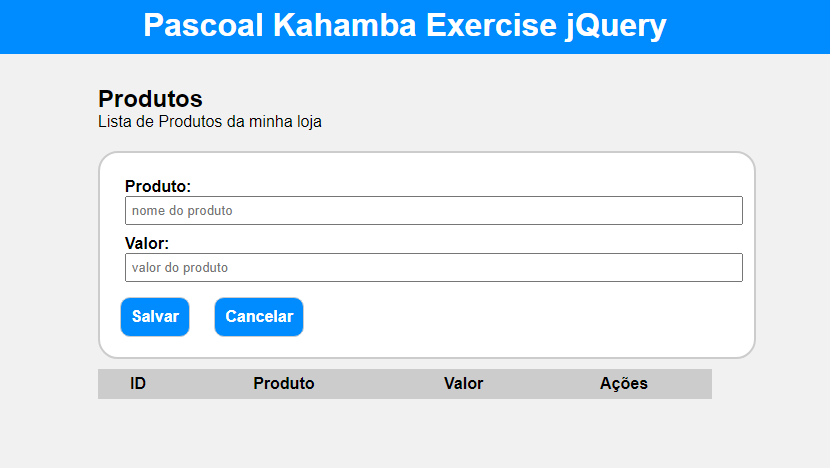 Pascoal Kahamba Exercise jQuery
Produtos
Lista de Produtos da minha loja
Produto:
nome do produto
Valor:
valor do produto
Salvar Cancelar
ID Produto Valor Ações